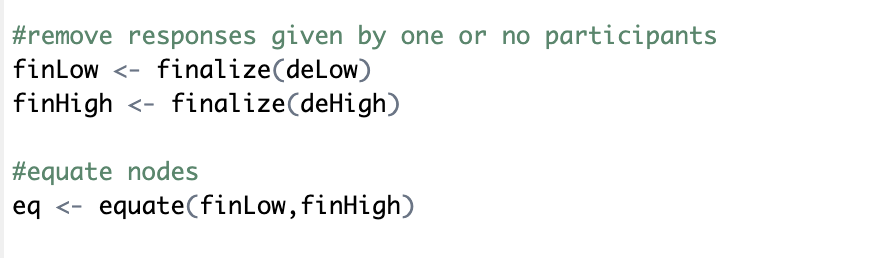 #remove responses given by one or no participants
finLow <- finalize(deLow)
finHigh <- finalize(deHigh)
#equate nodes
eq <- equate(finLow,finHigh)